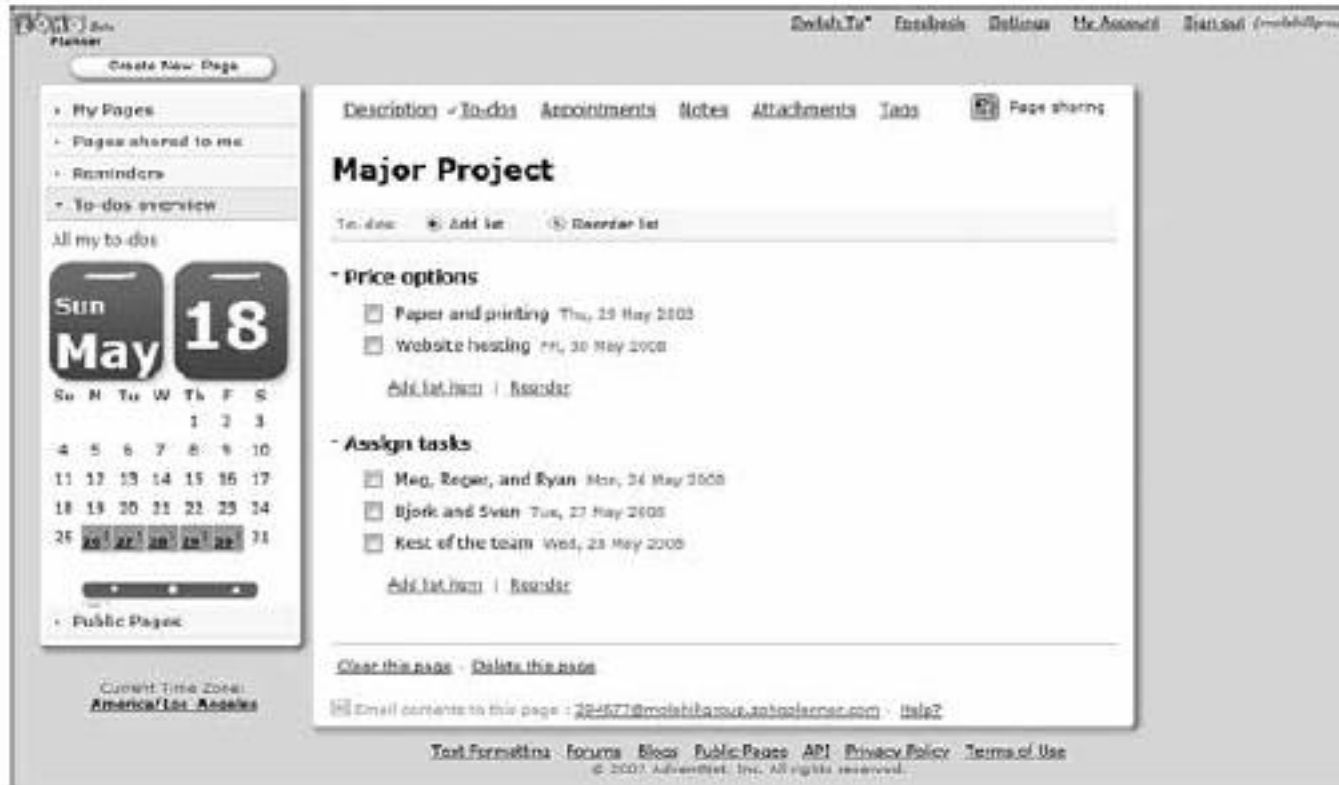 ZOHO Beta
Planner
Switch To Feedback Settings My Account Sign out
Create New Page
My Pages
Pages shared to me
Reminders
To-dos overview
All my to-dos
Sun
May
18
Su M Tu W Th F S
1 2 3
4 5 6 7 8 9 10
11 12 13 14 15 16 17
18 19 20 21 22 23 24
25 26 27 28 29 30 31
Public Pages
Current Time Zone:
America/Los_Angeles
Description To-dos Appointments Notes Attachments Tags Page sharing
Major Project
To-dos Add list Reorder list
Price options
Paper and printing Thu, 29 May 2008
Website hosting Fri, 30 May 2008
Add list item | Reorder
Assign tasks
Meg, Roger, and Ryan Mon, 26 May 2008
Bjork and Sven Tue, 27 May 2008
Rest of the team Wed, 28 May 2008
Add list item | Reorder
Clear this page - Delete this page
Email contents to this page : - Help?
Text Formatting Forums Blogs Public Pages API Privacy Policy Terms of Use
© 2007 AdventNet, Inc. All rights reserved.